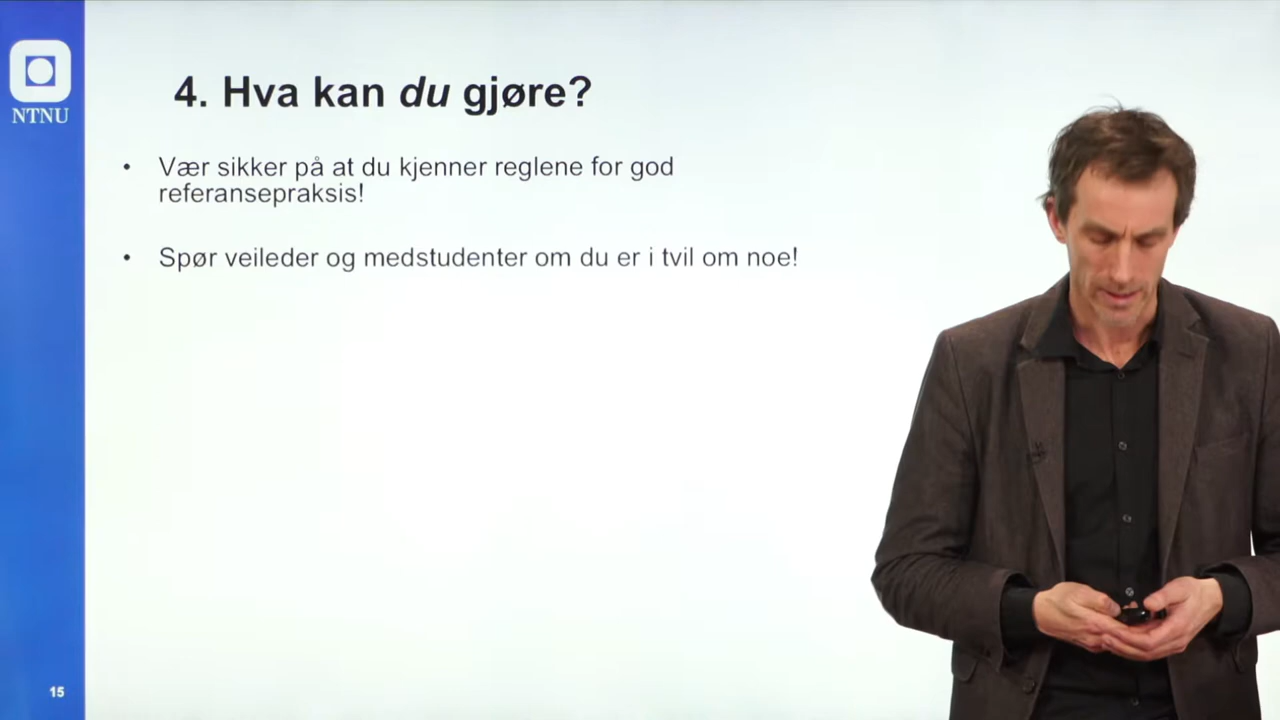 NTNU
4. Hva kan du gjøre?
• Vær sikker på at du kjenner reglene for god
referansepraksis!
• Spør veileder og medstudenter om du er i tvil om noe!
15